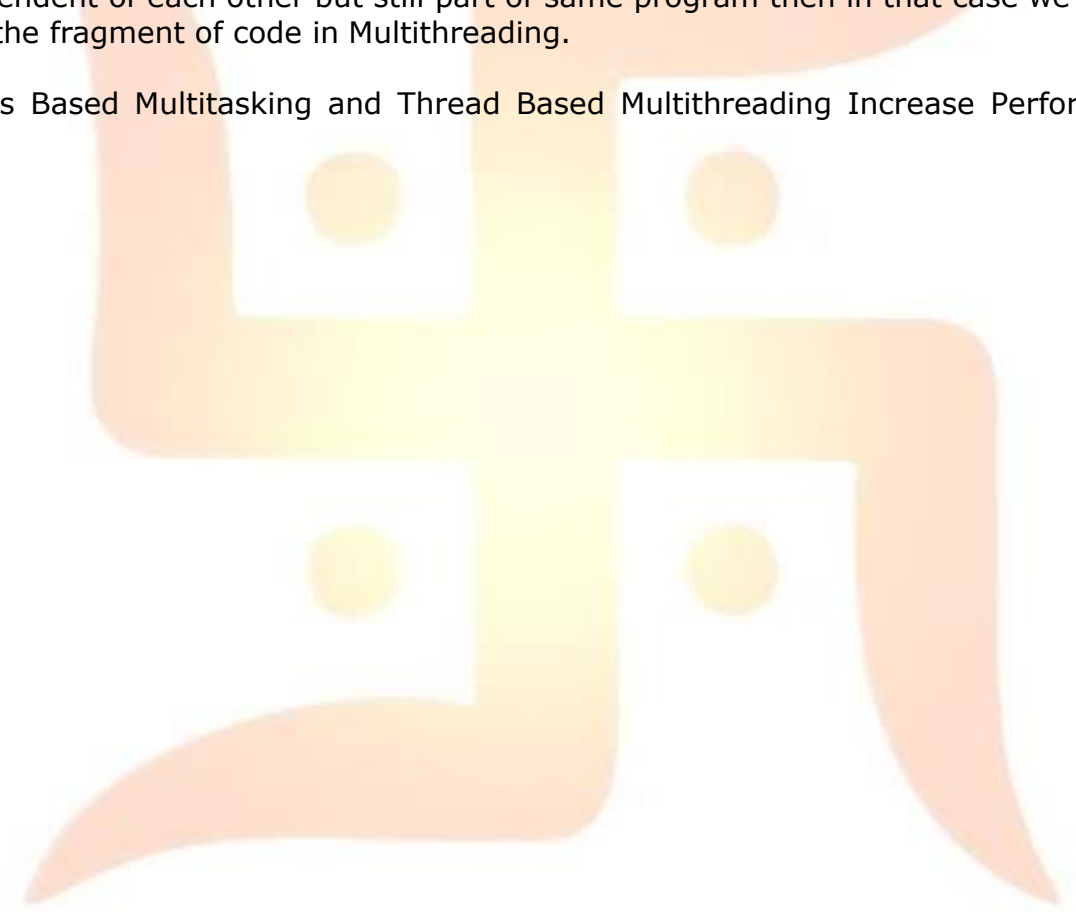 endent of each other but still part of same program then in that case we
the fragment of code in Multithreading.
s Based Multitasking and Thread Based Multithreading Increase Perfor